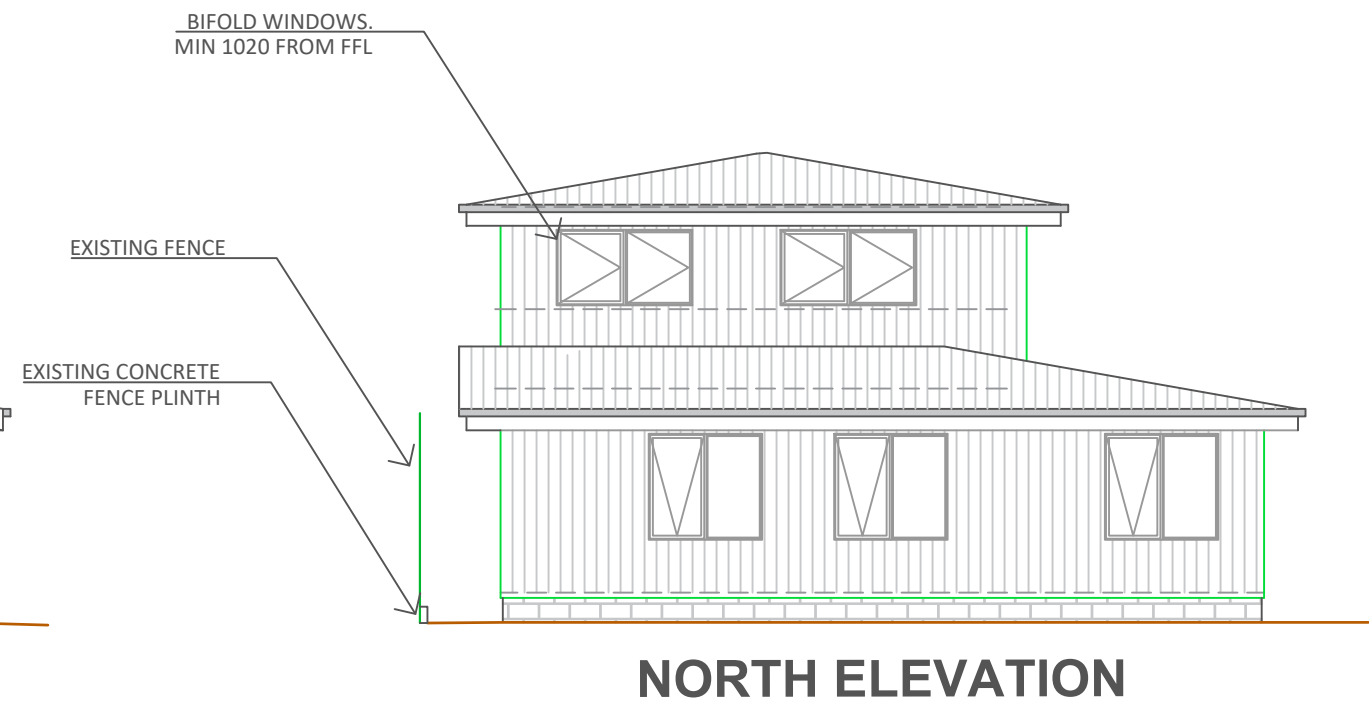 BIFOLD WINDOWS.
MIN 1020 FROM FFL
EXISTING FENCE
EXISTING CONCRETE
FENCE PLINTH
NORTH ELEVATION